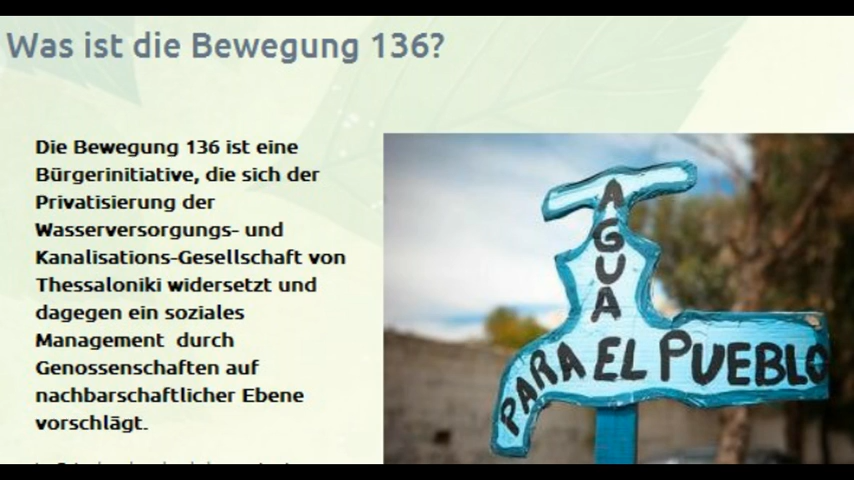 Was ist die Bewegung 136?
Die Bewegung 136 ist eine
Bürgerinitiative, die sich der
Privatisierung der
Wasserversorgungs- und
Kanalisations-Gesellschaft von
Thessaloniki widersetzt und
dagegen ein soziales
Management durch
Genossenschaften auf
nachbarschaftlicher Ebene
vorschlägt.
AGUA
PARA EL PUEBLO